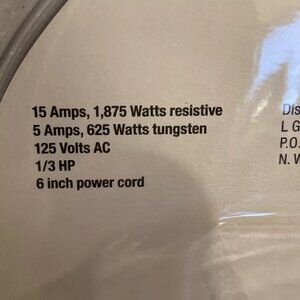 15 Amps, 1,875 Watts resistive
5 Amps, 625 Watts tungsten
125 Volts AC
1/3 HP
6 inch power cord
L G
P.O.
N. W